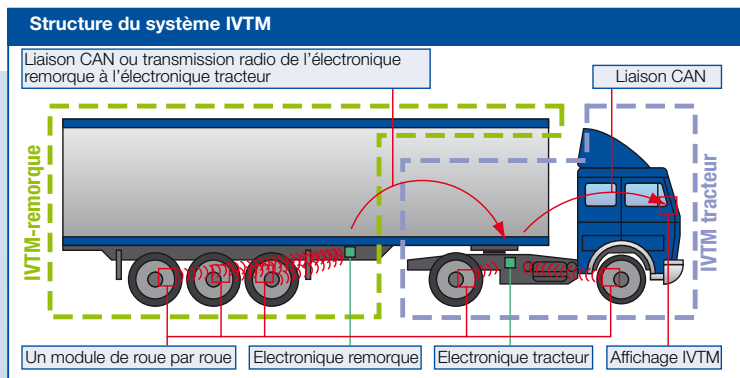 Structure du système IVTM
Liaison CAN ou transmission radio de l'électronique
remorque à l'électronique tracteur
Liaison CAN
IVTM-remorque
IVTM tracteur
Un module de roue par roue
Electronique remorque
Electronique tracteur
Affichage IVTM